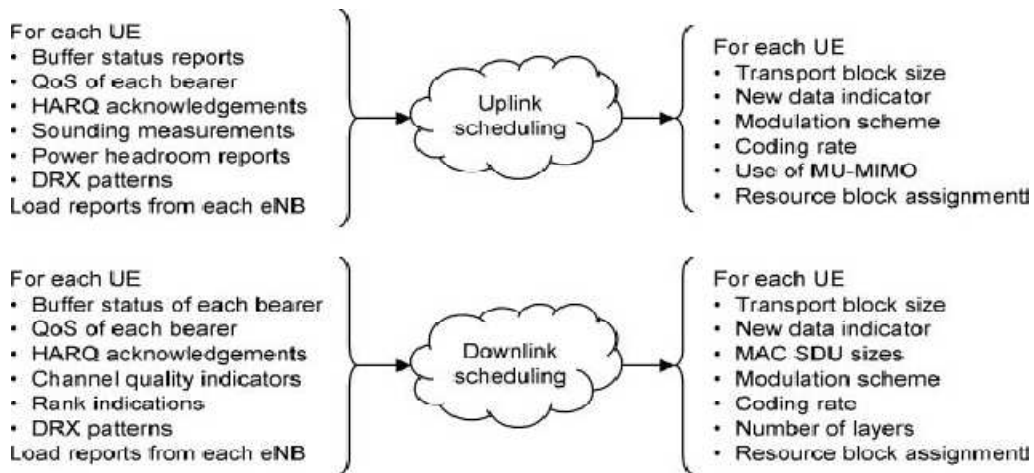 For each UE
• Buffer status reports
• QoS of each bearer
• HARQ acknowledgements
• Sounding measurements
• Power headroom reports
• DRX patterns
Load reports from each eNB
Uplink
scheduling
For each UE
• Transport block size
• New data indicator
• Modulation scheme
• Coding rate
• Use of MU-MIMO
• Resource block assignment
For each UE
• Buffer status of each bearer
• QoS of each bearer
• HARQ acknowledgements
• Channel quality indicators
• Rank indications
• DRX patterns
Load reports from each eNB
Downlink
scheduling
For each UE
• Transport block size
• New data indicator
• MAC SDU sizes
• Modulation scheme
• Coding rate
• Number of layers
• Resource block assignment